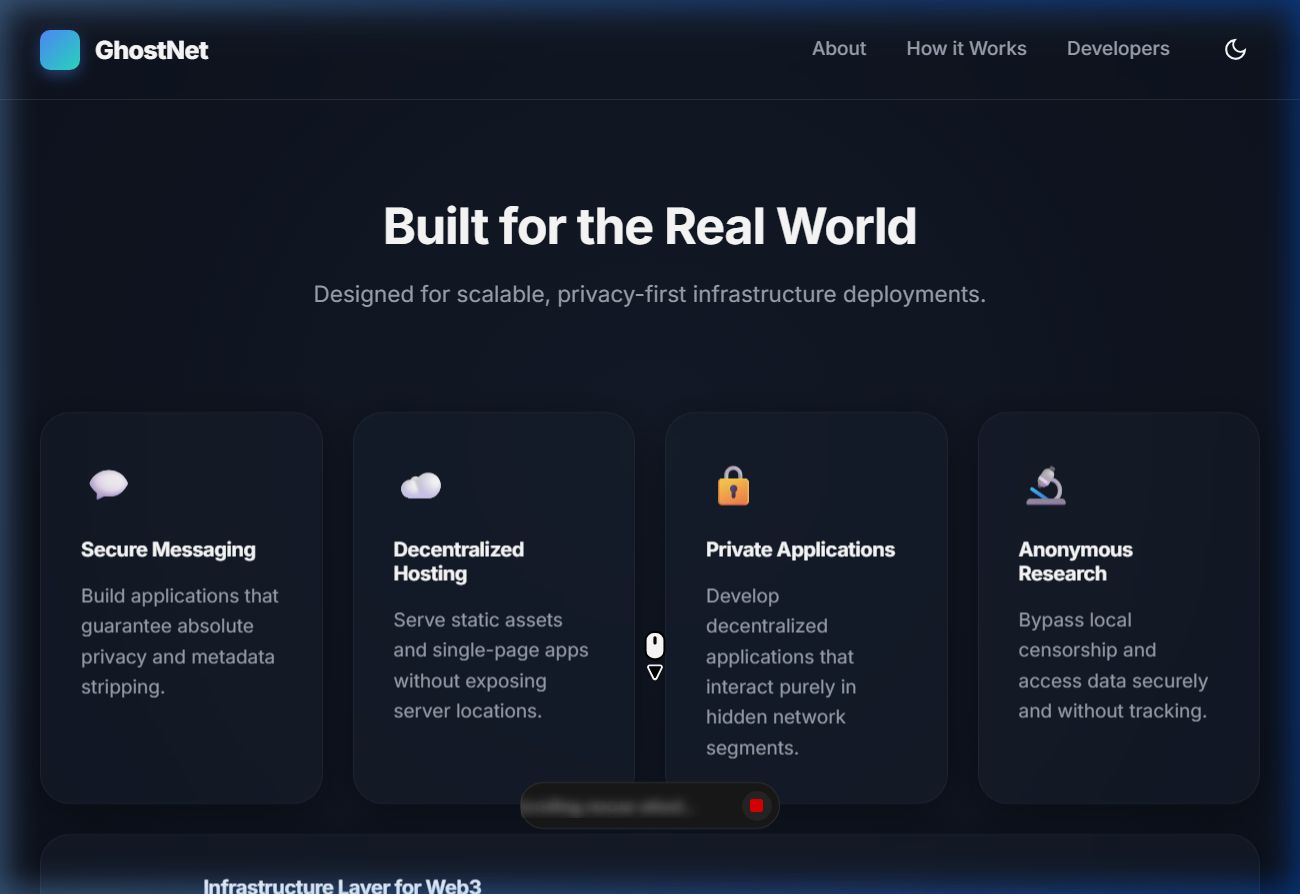 GhostNet
About
How it Works
Developers
Built for the Real World
Designed for scalable, privacy-first infrastructure deployments.
Secure Messaging
Build applications that
guarantee absolute
privacy and metadata
stripping.
Decentralized
Hosting
Serve static assets
and single-page apps
without exposing
server locations.
Private Applications
Develop
decentralized
applications that
interact purely in
hidden network
segments.
Anonymous
Research
Bypass local
censorship and
access data securely
and without tracking.
Infrastructure Layer for Web3